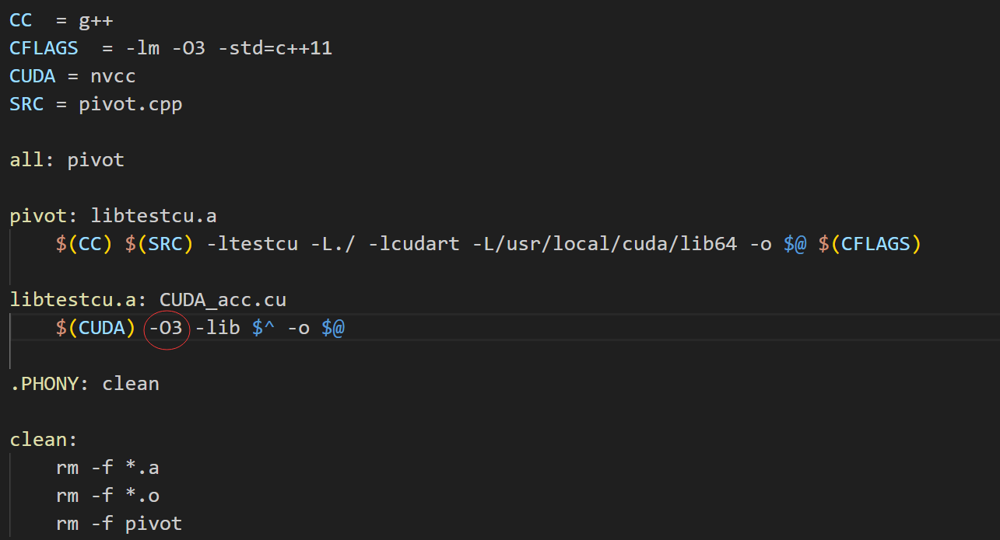 CC  = g++
CFLAGS  = -lm -O3 -std=c++11
CUDA = nvcc
SRC = pivot.cpp
all: pivot
pivot: libtestcu.a
$(CC) $(SRC) -ltestcu -L./ -lcudart -L/usr/local/cuda/lib64 -o $@ $(CFLAGS)
libtestcu.a: CUDA_acc.cu
$(CUDA) -O3 -lib $^ -o $@
.PHONY: clean
clean:
rm -f *.a
rm -f *.o
rm -f pivot